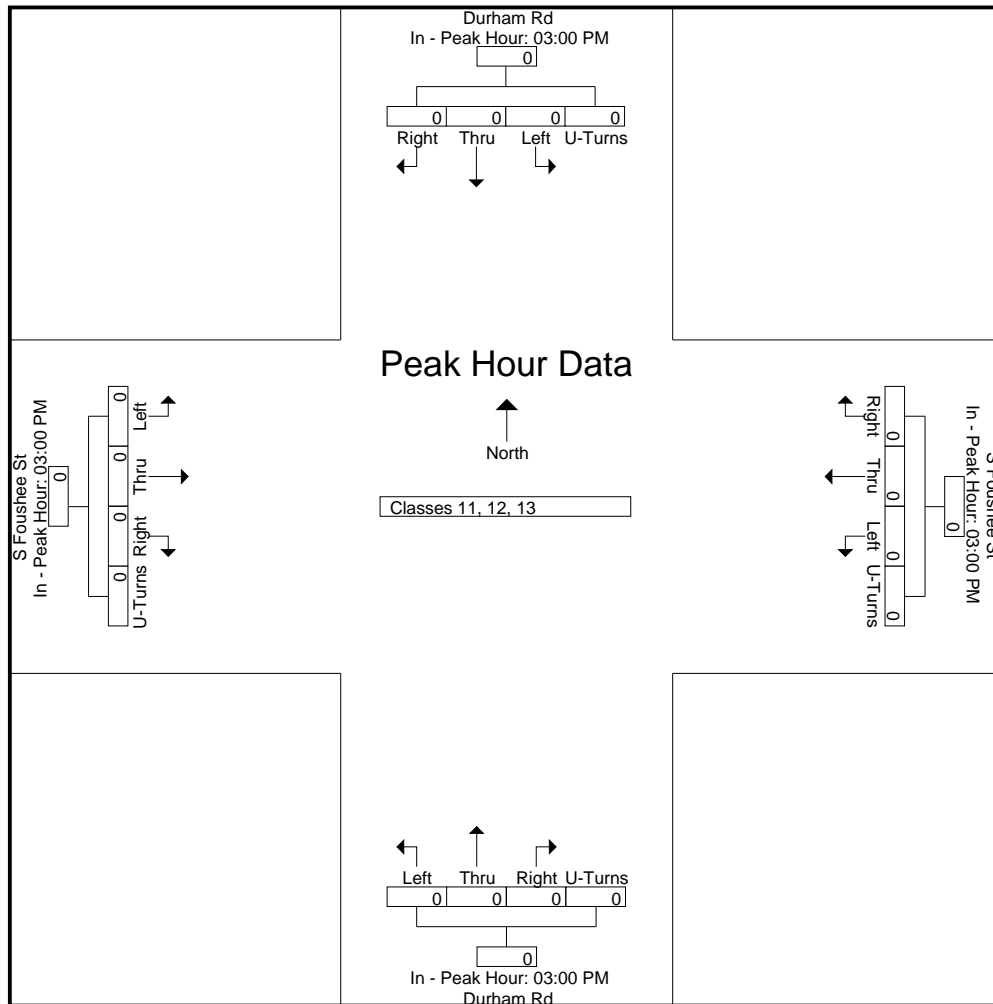 Durham Rd
In - Peak Hour: 03:00 PM
0
0 0 0 0
Right Thru Left U-Turns
Peak Hour Data
North
Classes 11, 12, 13
S Foushee St
In - Peak Hour: 03:00 PM
0
0 0 0 0
Left Thru Right U-Turns
S Foushee St
In - Peak Hour: 03:00 PM
0
0 0 0 0
Right Thru Left U-Turns
Left Thru Right U-Turns
0 0 0 0
0
In - Peak Hour: 03:00 PM
Durham Rd